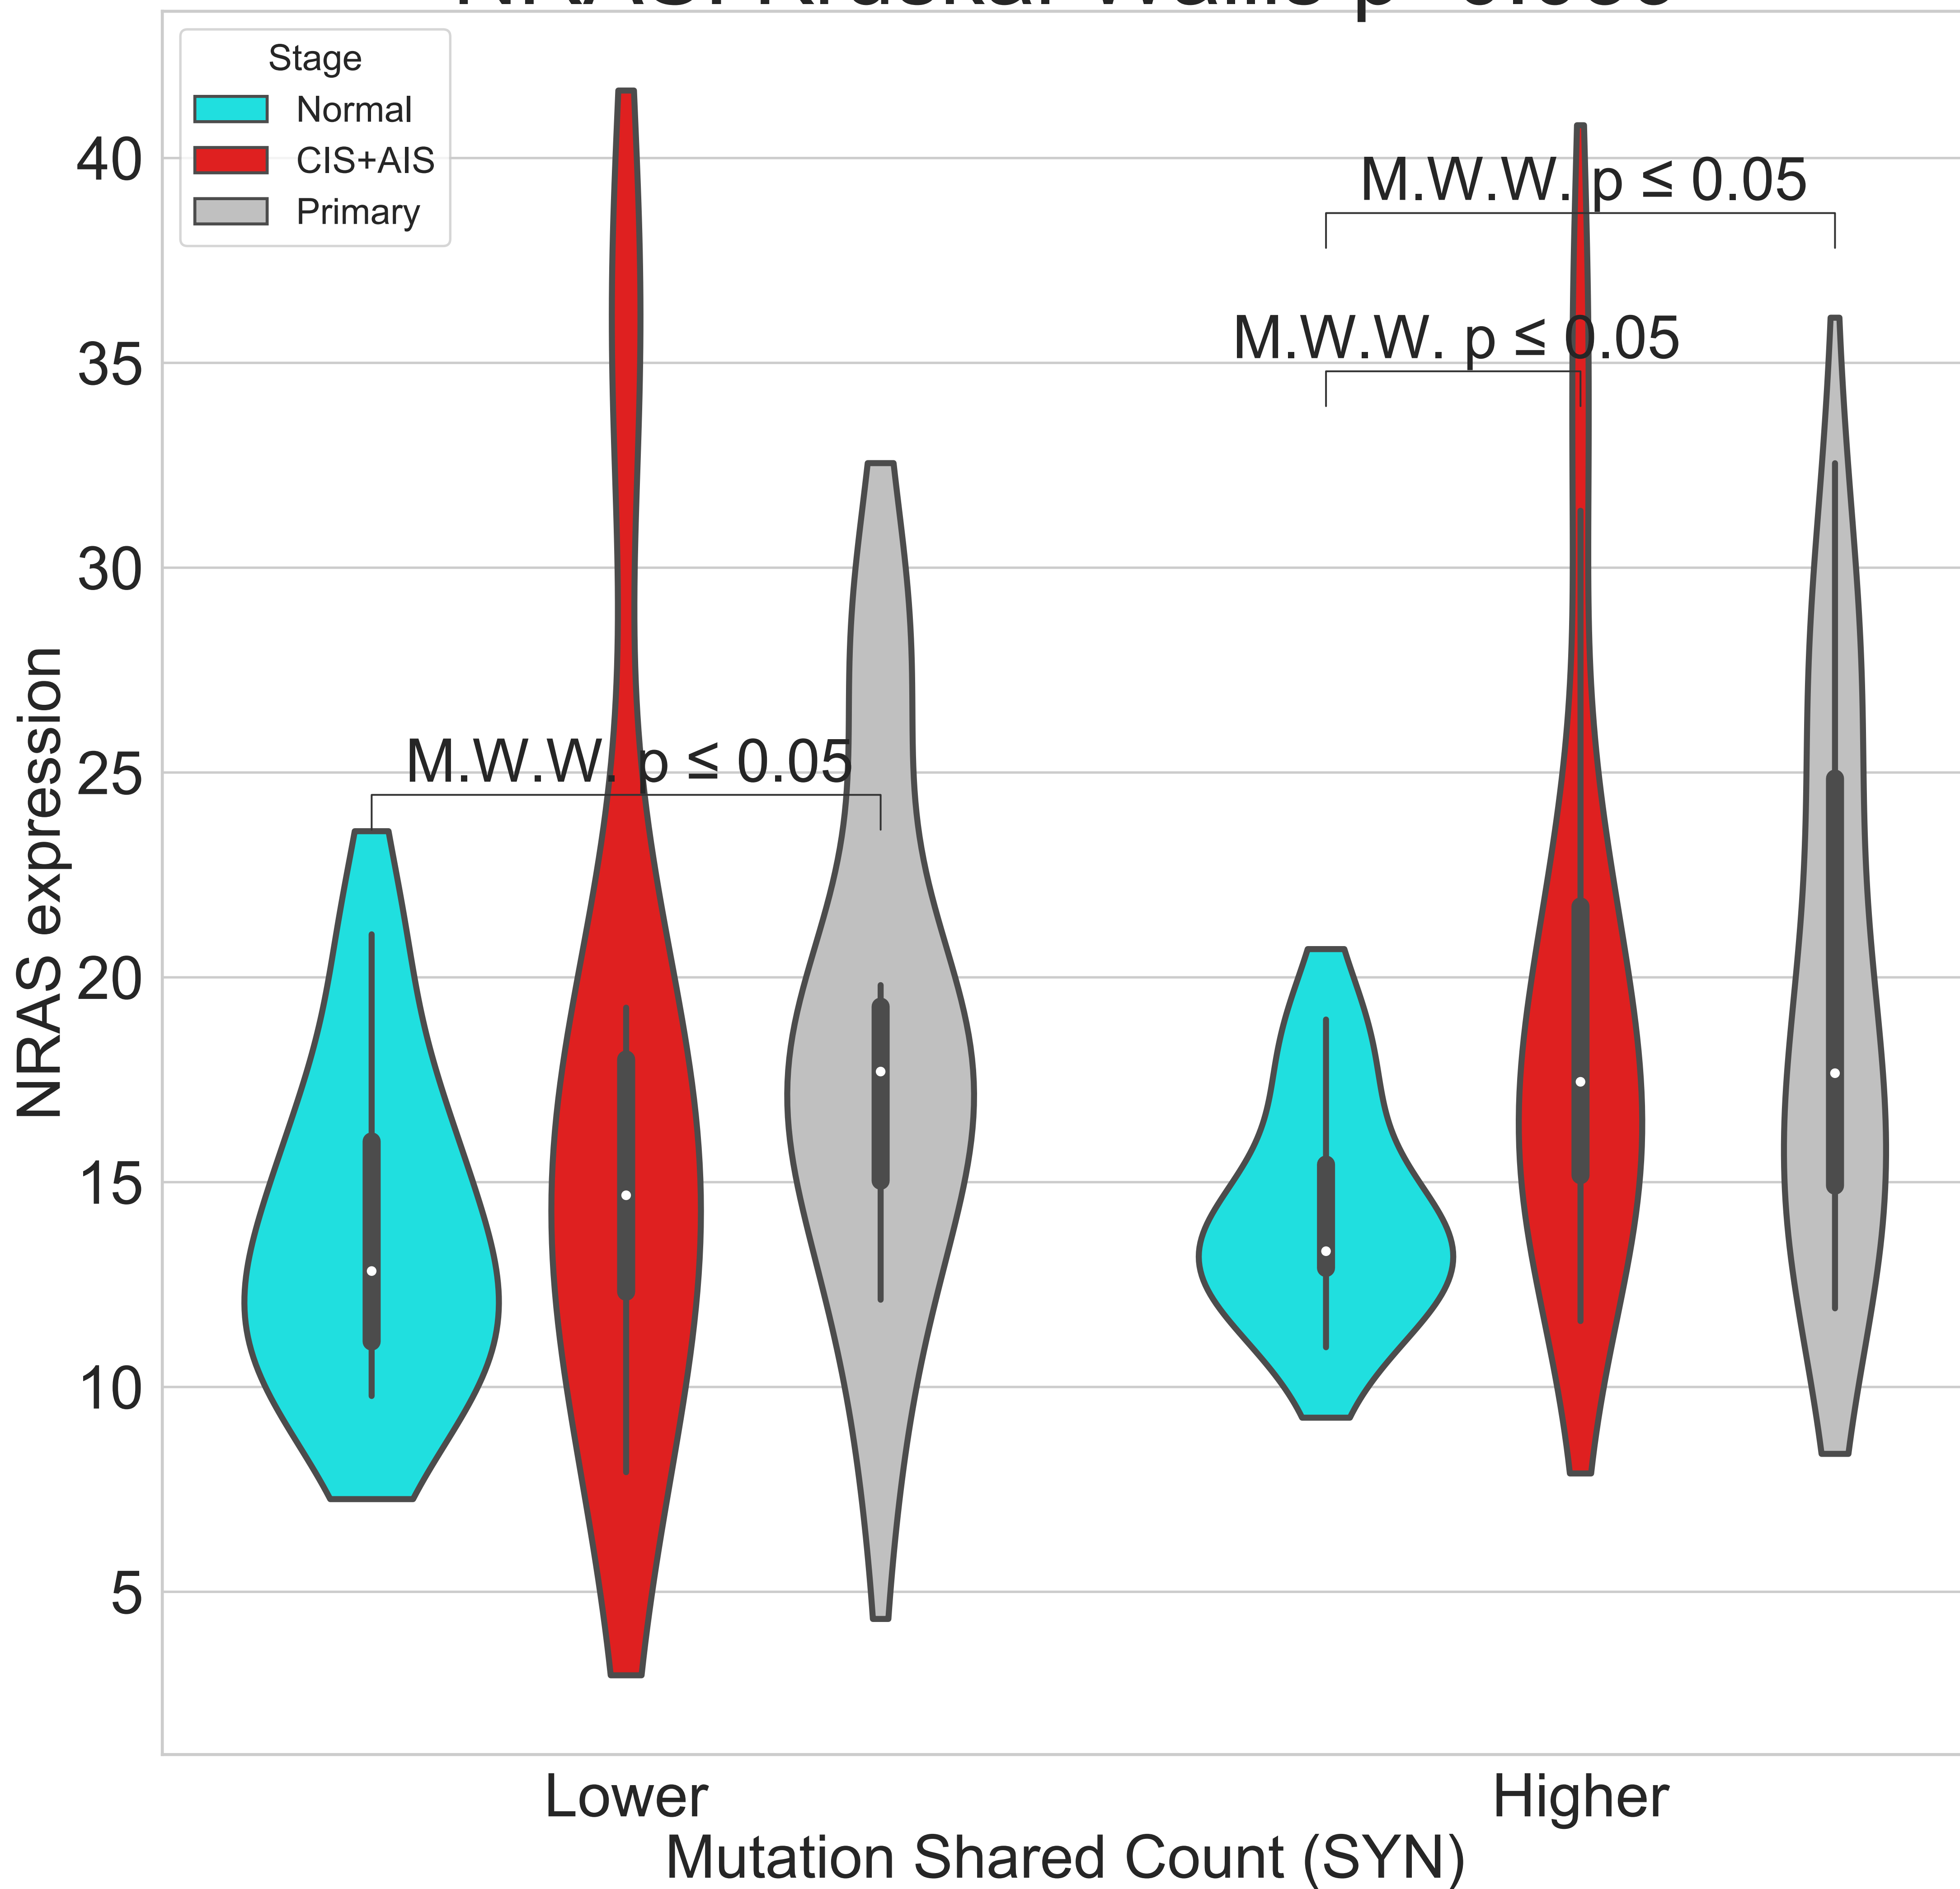 Stage
Normal
CIS+AIS
Primary
40
35
30
25
20
15
10
5
NRAS expression
M.W.W. p ≤ 0.05
M.W.W. p ≤ 0.05
M.W.W. p ≤ 0.05
Lower
Higher
Mutation Shared Count (SYN)